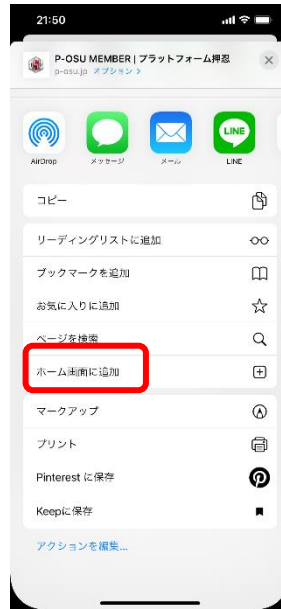 21:50
P-OSU MEMBER | プラットフォーム押忍
p-osu.jp オプション >
AirDrop メッセージ メール LINE
LINE
コピー
リーディングリストに追加
ブックマークを追加
お気に入りに追加
ページを検索
ホーム画面に追加
マークアップ
プリント
Pinterest に保存
Keepに保存
アクションを編集...